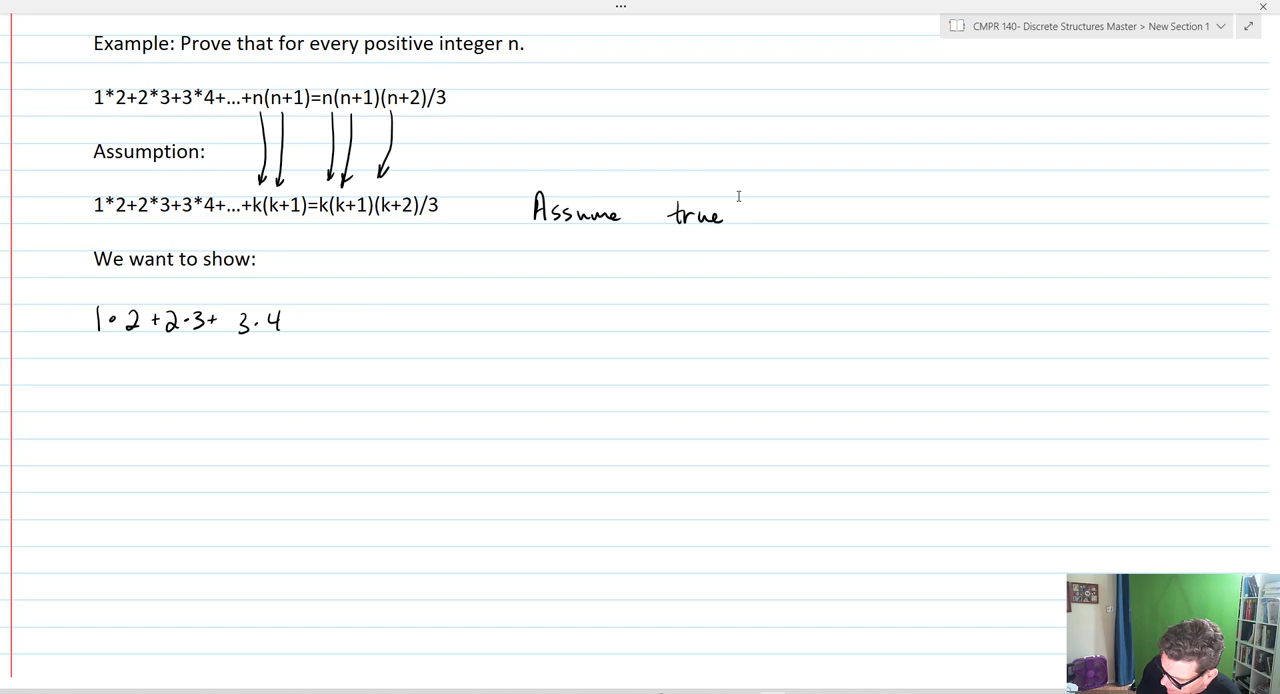 ...
CMPR 140- Discrete Structures Master > New Section 1
Example: Prove that for every positive integer n.
1*2+2*3+3*4+...+n(n+1)=n(n+1)(n+2)/3
Assumption:
1*2+2*3+3*4+...+k(k+1)=k(k+1)(k+2)/3 Assume true
We want to show:
1·2 +2·3+ 3·4